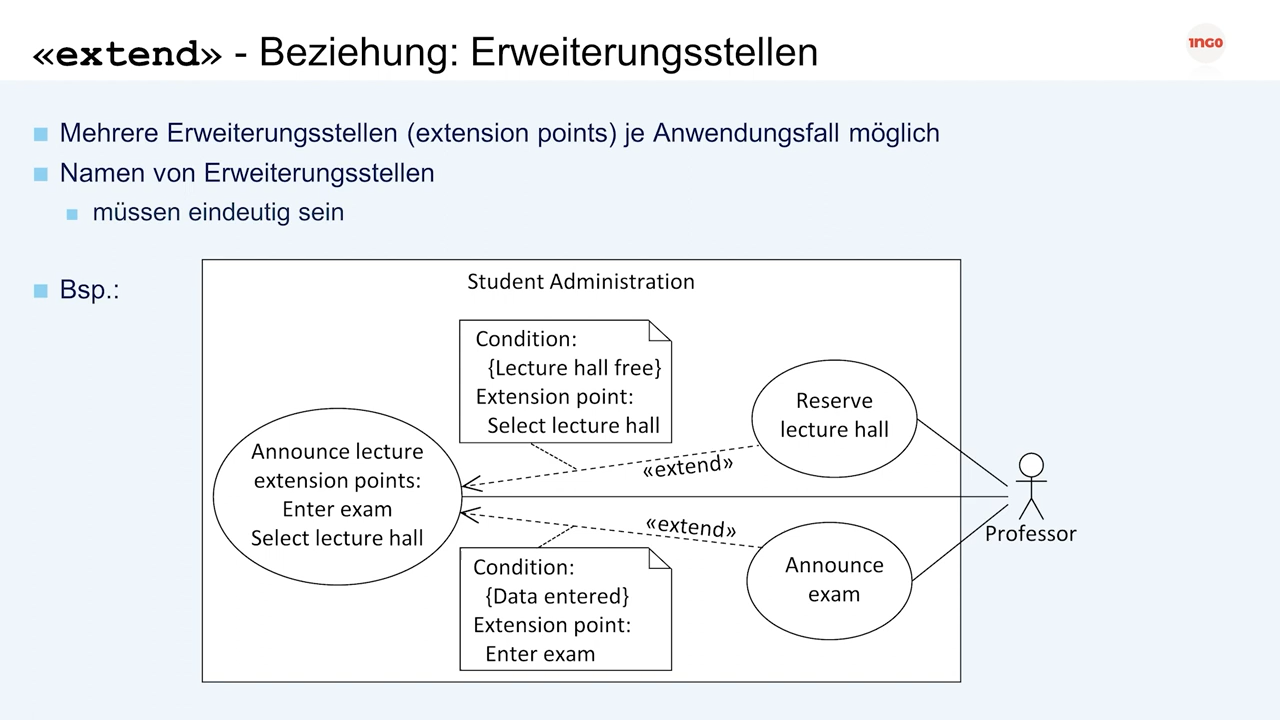 «extend» - Beziehung: Erweiterungsstellen
1NGO
Mehrere Erweiterungsstellen (extension points) je Anwendungsfall möglich
Namen von Erweiterungsstellen
müssen eindeutig sein
Bsp.:
Student Administration
Condition:
{Lecture hall free}
Extension point:
Select lecture hall
Reserve
lecture hall
Announce lecture
extension points:
Enter exam
Select lecture hall
«extend»
«extend»
Professor
Condition:
{Data entered}
Extension point:
Enter exam
Announce
exam